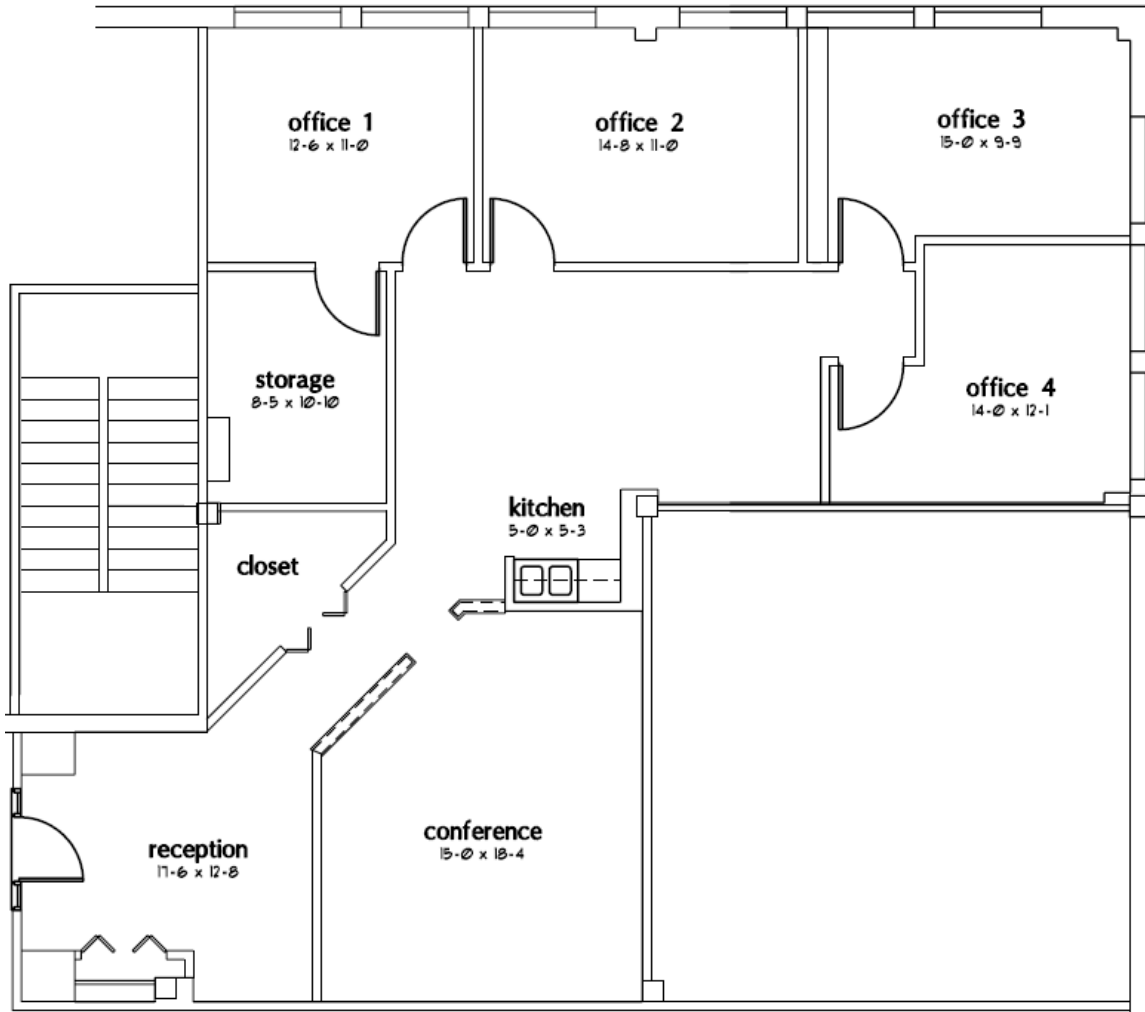 office 1
12-6 x 11-0
office 2
14-8 x 11-0
office 3
15-0 x 9-9
storage
8-5 x 10-10
office 4
14-0 x 12-1
kitchen
5-0 x 5-3
closet
reception
17-6 x 12-8
conference
15-0 x 18-4